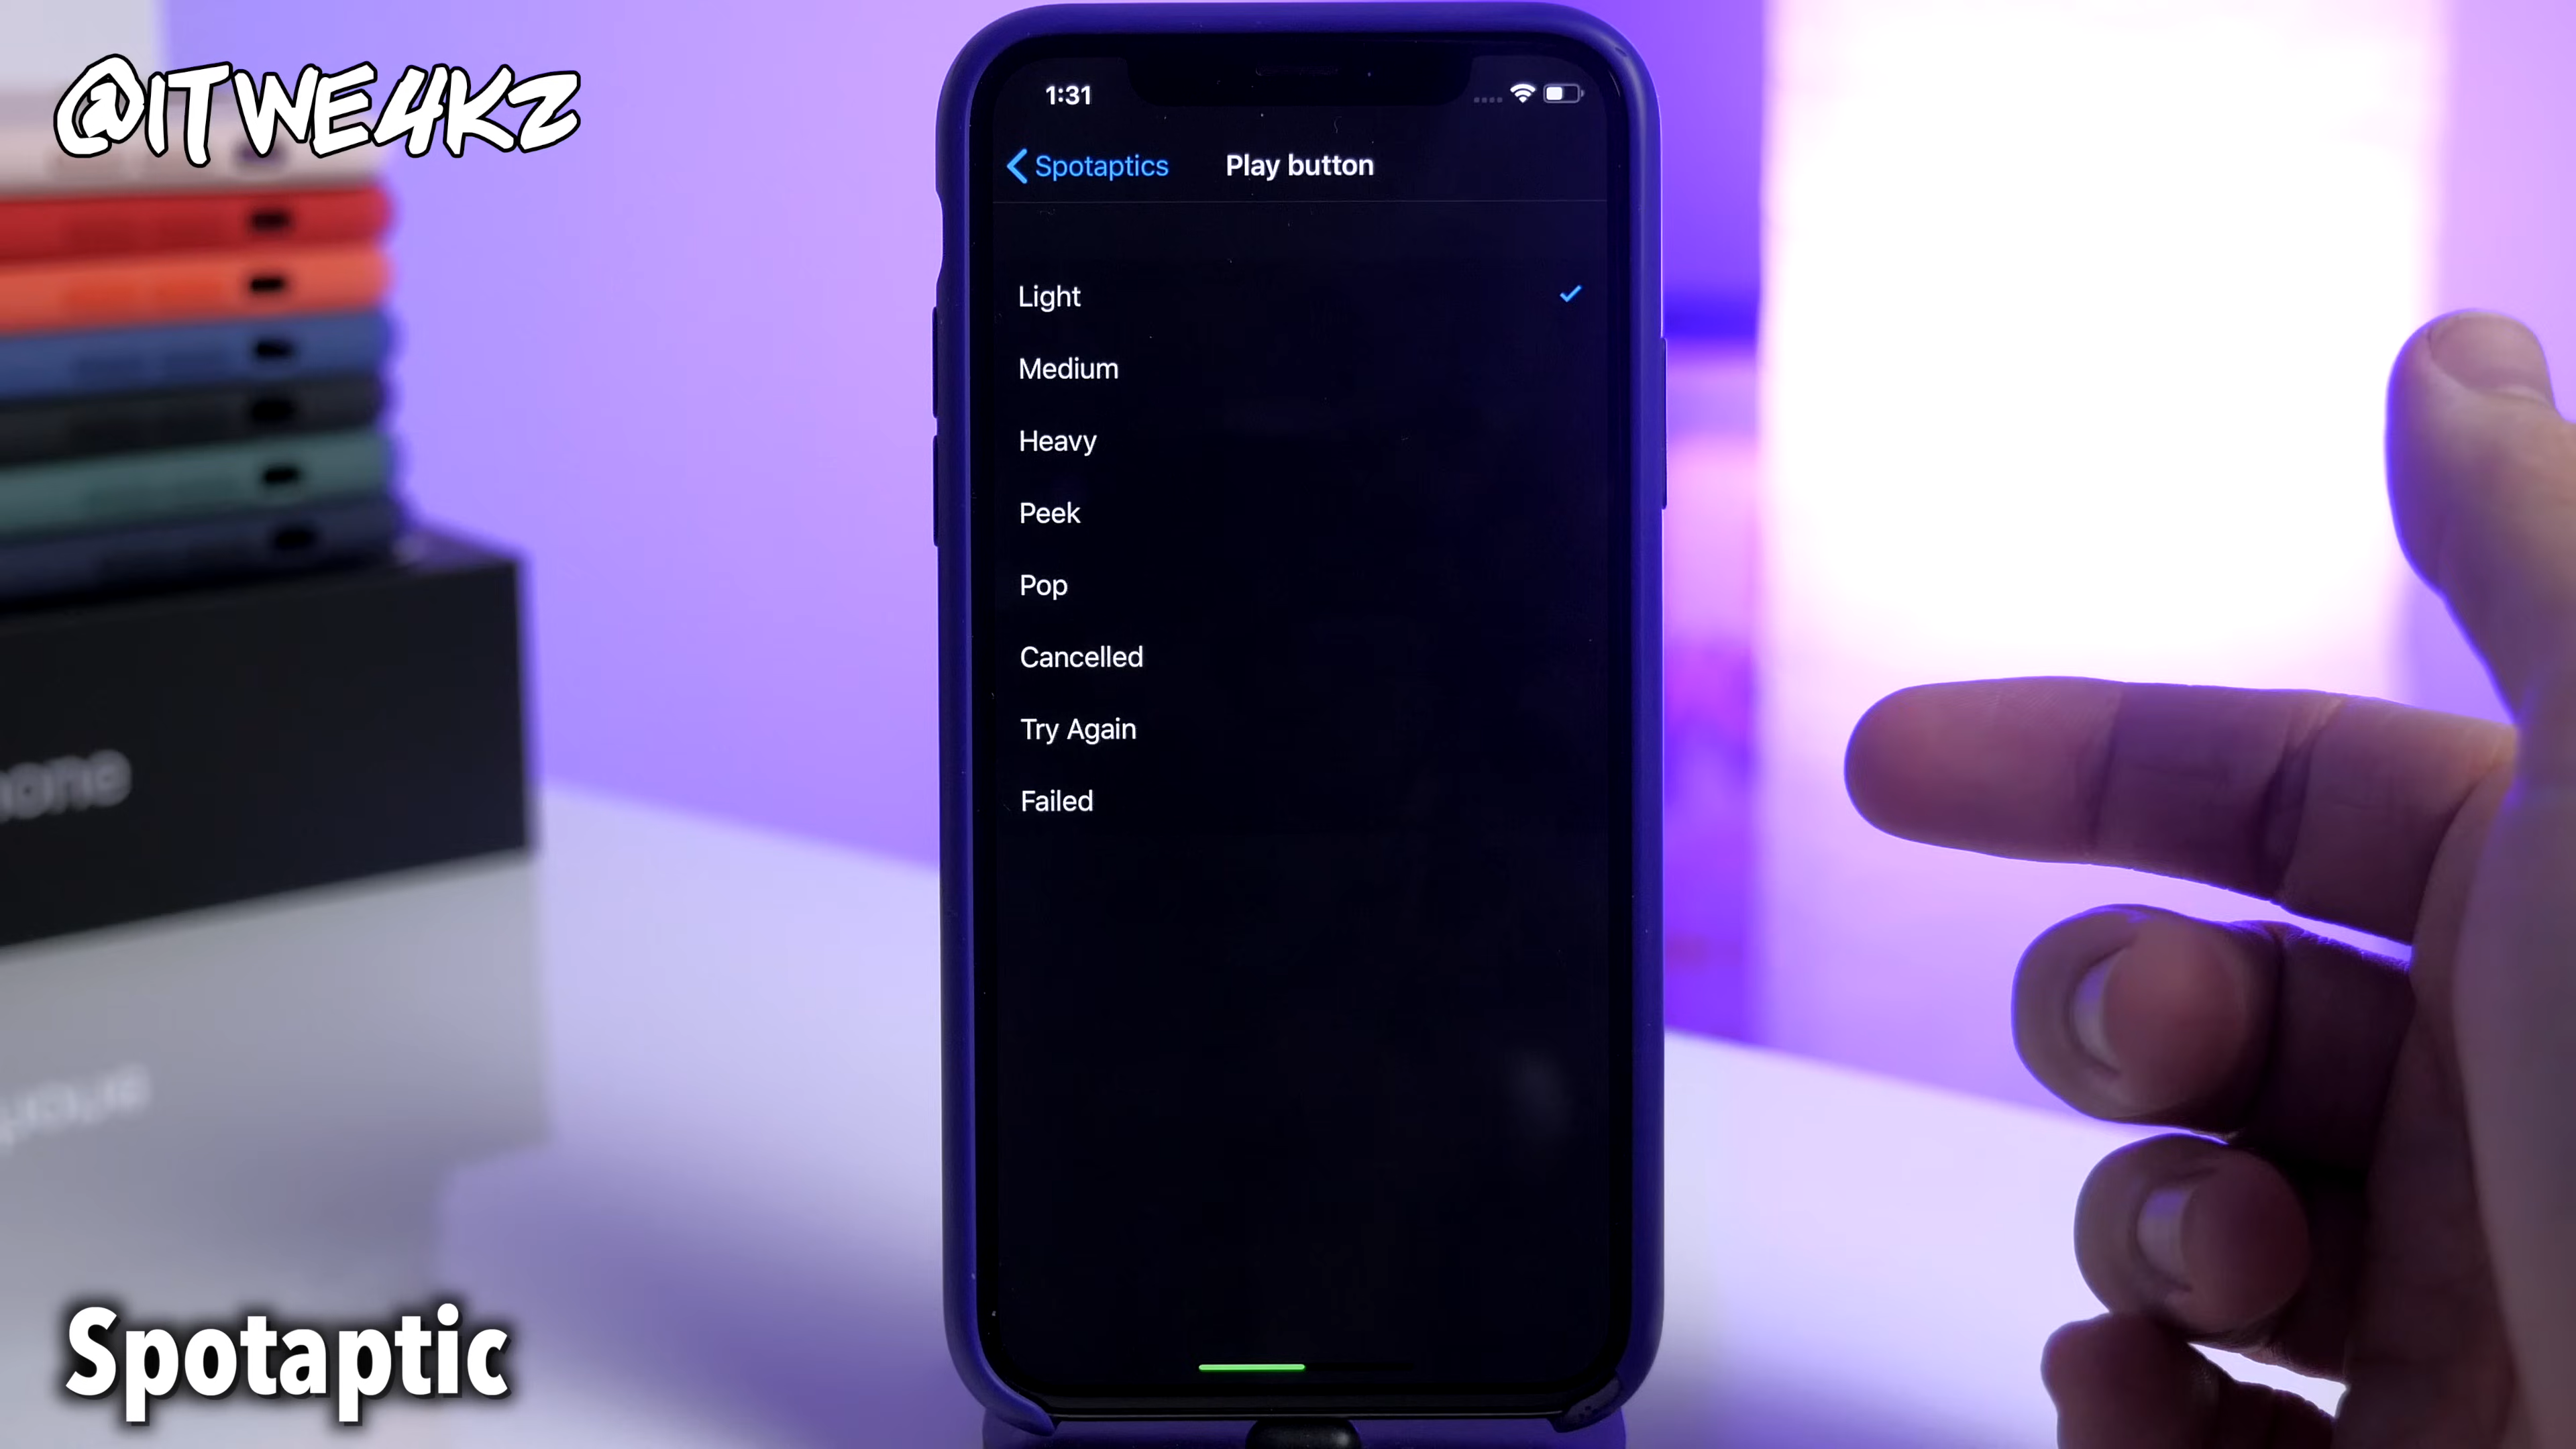 @iTWE4KZ
1:31
Spotaptics
Play button
Light
Medium
Heavy
Peek
Pop
Cancelled
Try Again
Failed
Spotaptic